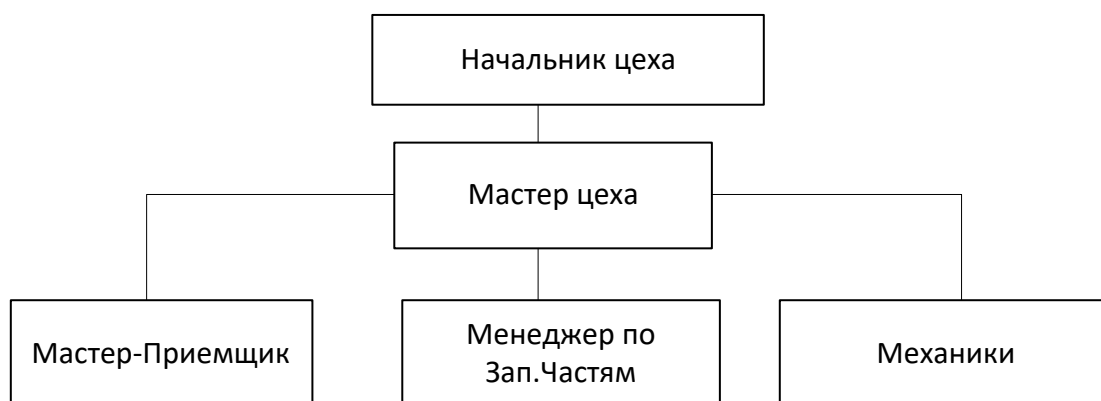 Начальник цеха
Мастер цеха
Мастер-Приемщик
Менеджер по
Зап.Частям
Механики